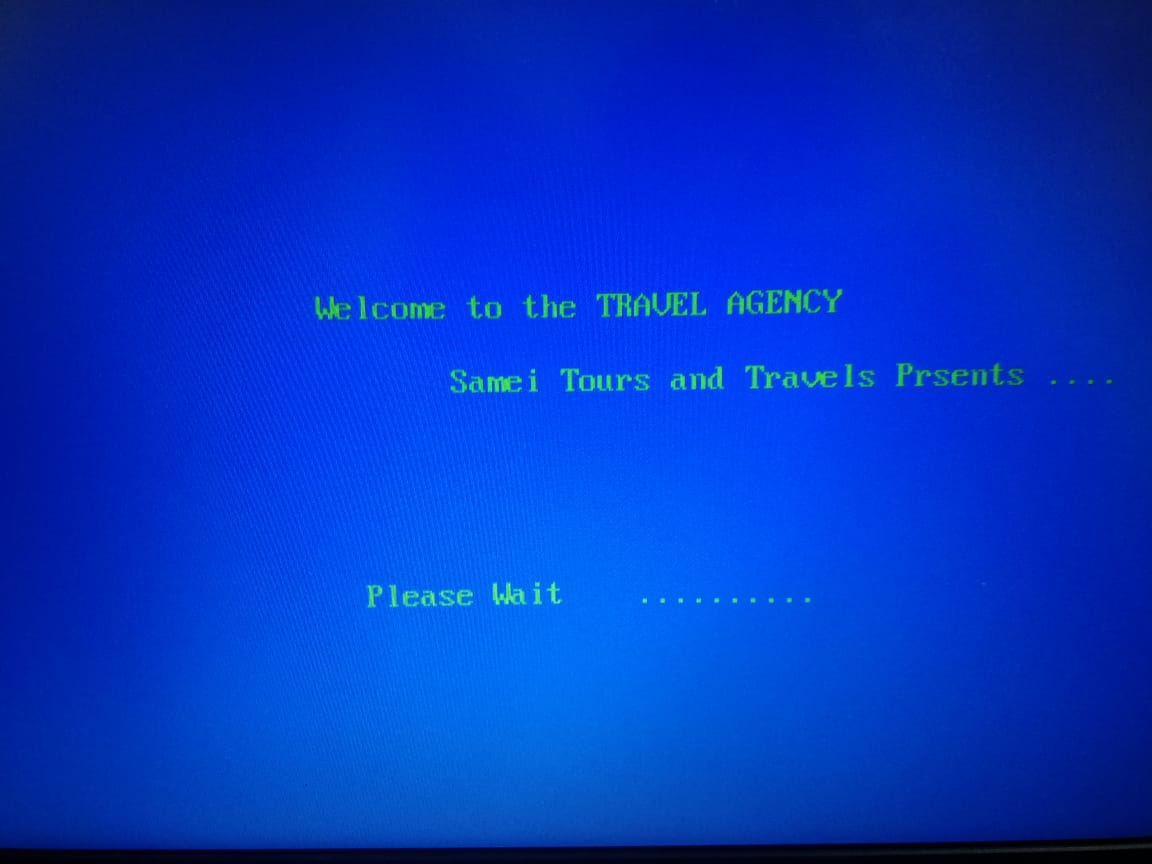 Welcome to the TRAVEL AGENCY
Samei Tours and Travels Prsents ....
Please Wait ..........